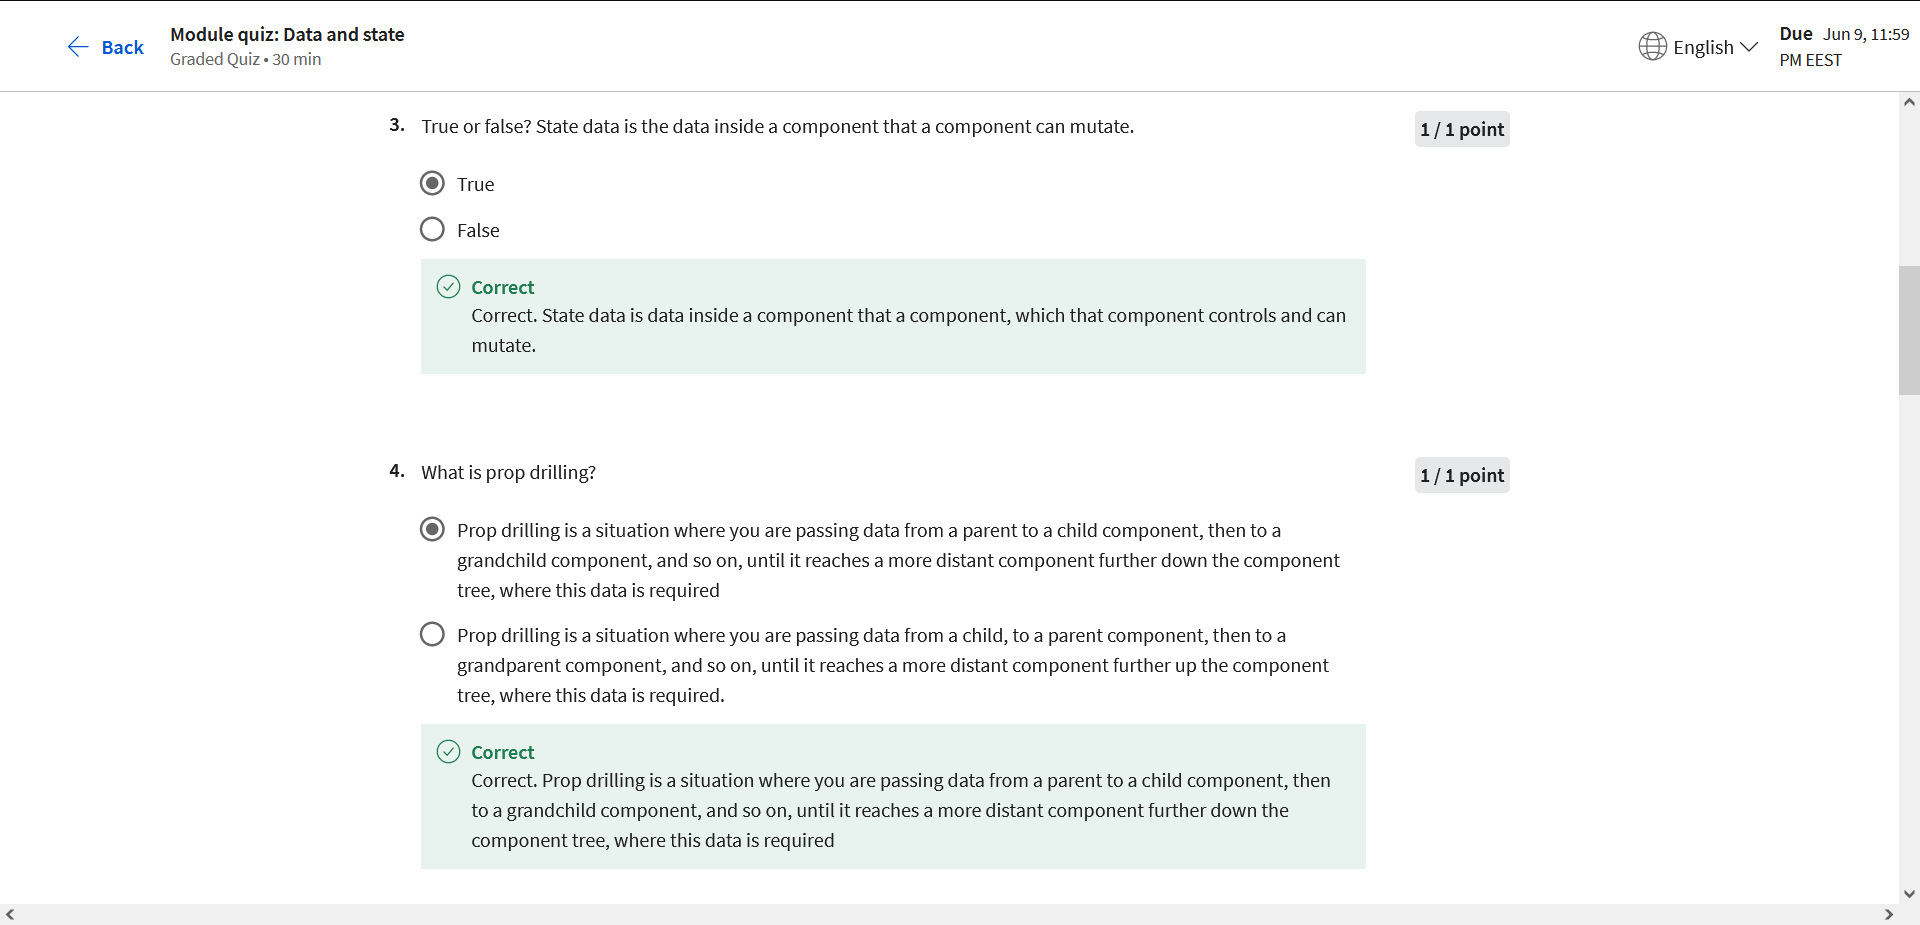 Back
Module quiz: Data and state
Graded Quiz • 30 min
English
Due Jun 9, 11:59
PM EEST
3. True or false? State data is the data inside a component that a component can mutate.
1 / 1 point
True
False
Correct
Correct. State data is data inside a component that a component, which that component controls and can
mutate.
4. What is prop drilling?
1 / 1 point
Prop drilling is a situation where you are passing data from a parent to a child component, then to a
grandchild component, and so on, until it reaches a more distant component further down the component
tree, where this data is required
Prop drilling is a situation where you are passing data from a child, to a parent component, then to a
grandparent component, and so on, until it reaches a more distant component further up the component
tree, where this data is required.
Correct
Correct. Prop drilling is a situation where you are passing data from a parent to a child component, then
to a grandchild component, and so on, until it reaches a more distant component further down the
component tree, where this data is required